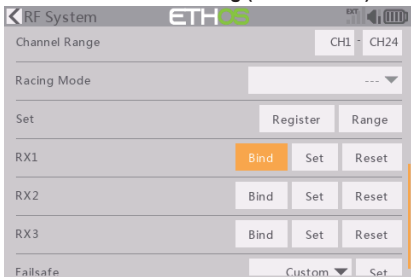 RF System ETHOS EXT
Channel Range CH1 - CH24
Racing Mode ---
Set Register Range
RX1 Bind Set Reset
RX2 Bind Set Reset
RX3 Bind Set Reset
Failsafe Custom Set